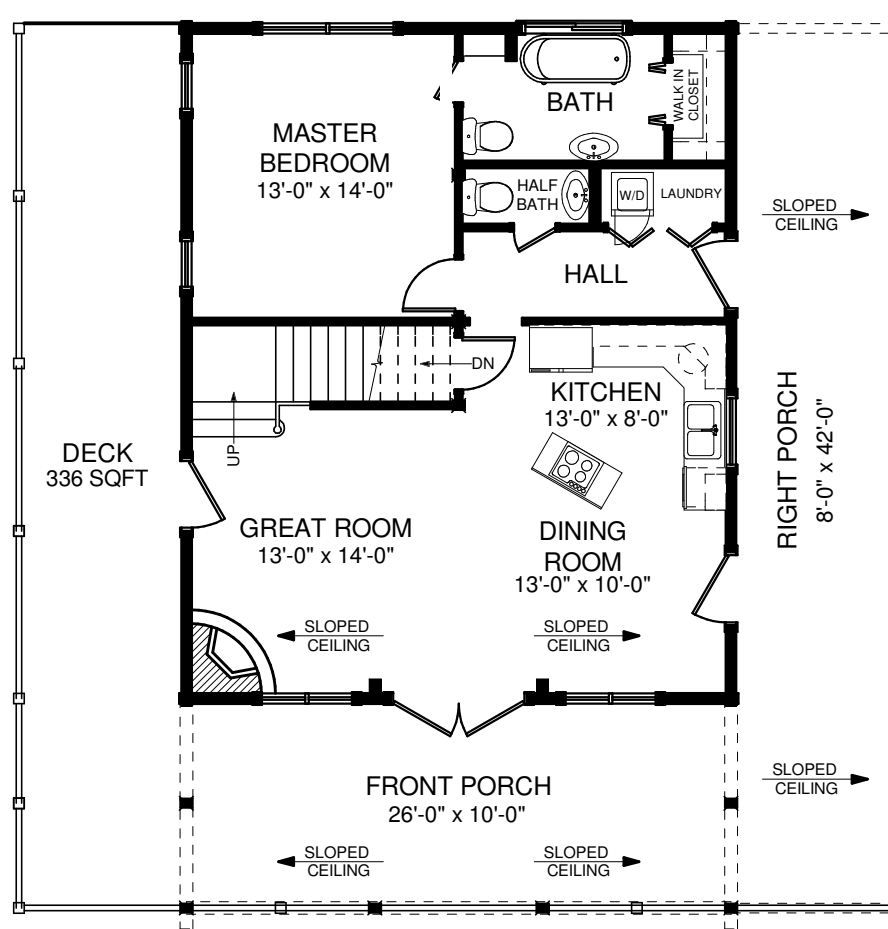 BATH
WALK IN
CLOSET
MASTER
BEDROOM
13'-0" x 14'-0"
HALF
BATH
W/D
LAUNDRY
SLOPED
CEILING
HALL
DN
KITCHEN
13'-0" x 8'-0"
RIGHT PORCH
8'-0" x 42'-0"
DECK
336 SQFT
UP
GREAT ROOM
13'-0" x 14'-0"
DINING
ROOM
13'-0" x 10'-0"
SLOPED
CEILING
SLOPED
CEILING
FRONT PORCH
26'-0" x 10'-0"
SLOPED
CEILING
SLOPED
CEILING
SLOPED
CEILING